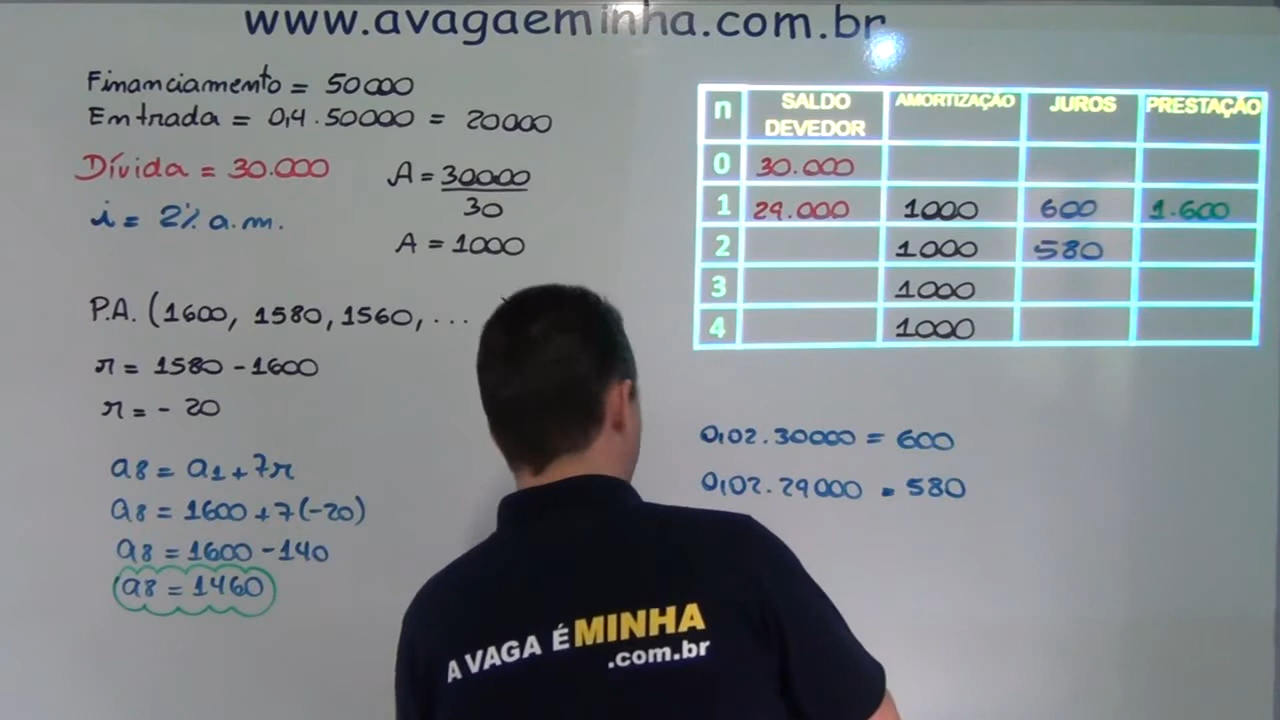 www.avagaeminha.com.br
Financiamento = 50000
Entrada = 0,4.50000 = 20000
Dívida = 30.000
i = 2% a.m.
A = 30000
30
A = 1000
P.A. (1600, 1580, 1560, ...
r = 1580 - 1600
r = - 20
a8 = a1 + 7r
a8 = 1600 + 7(-20)
a8 = 1600 - 140
a8 = 1460
n SALDO DEVEDOR AMORTIZAÇÃO JUROS PRESTAÇÃO
0 30.000
1 29.000 1000 600 1.600
2 1000 580
3 1000
4 1000
0,02.30000 = 600
0,02.29000 = 580
A VAGA É MINHA
.com.br